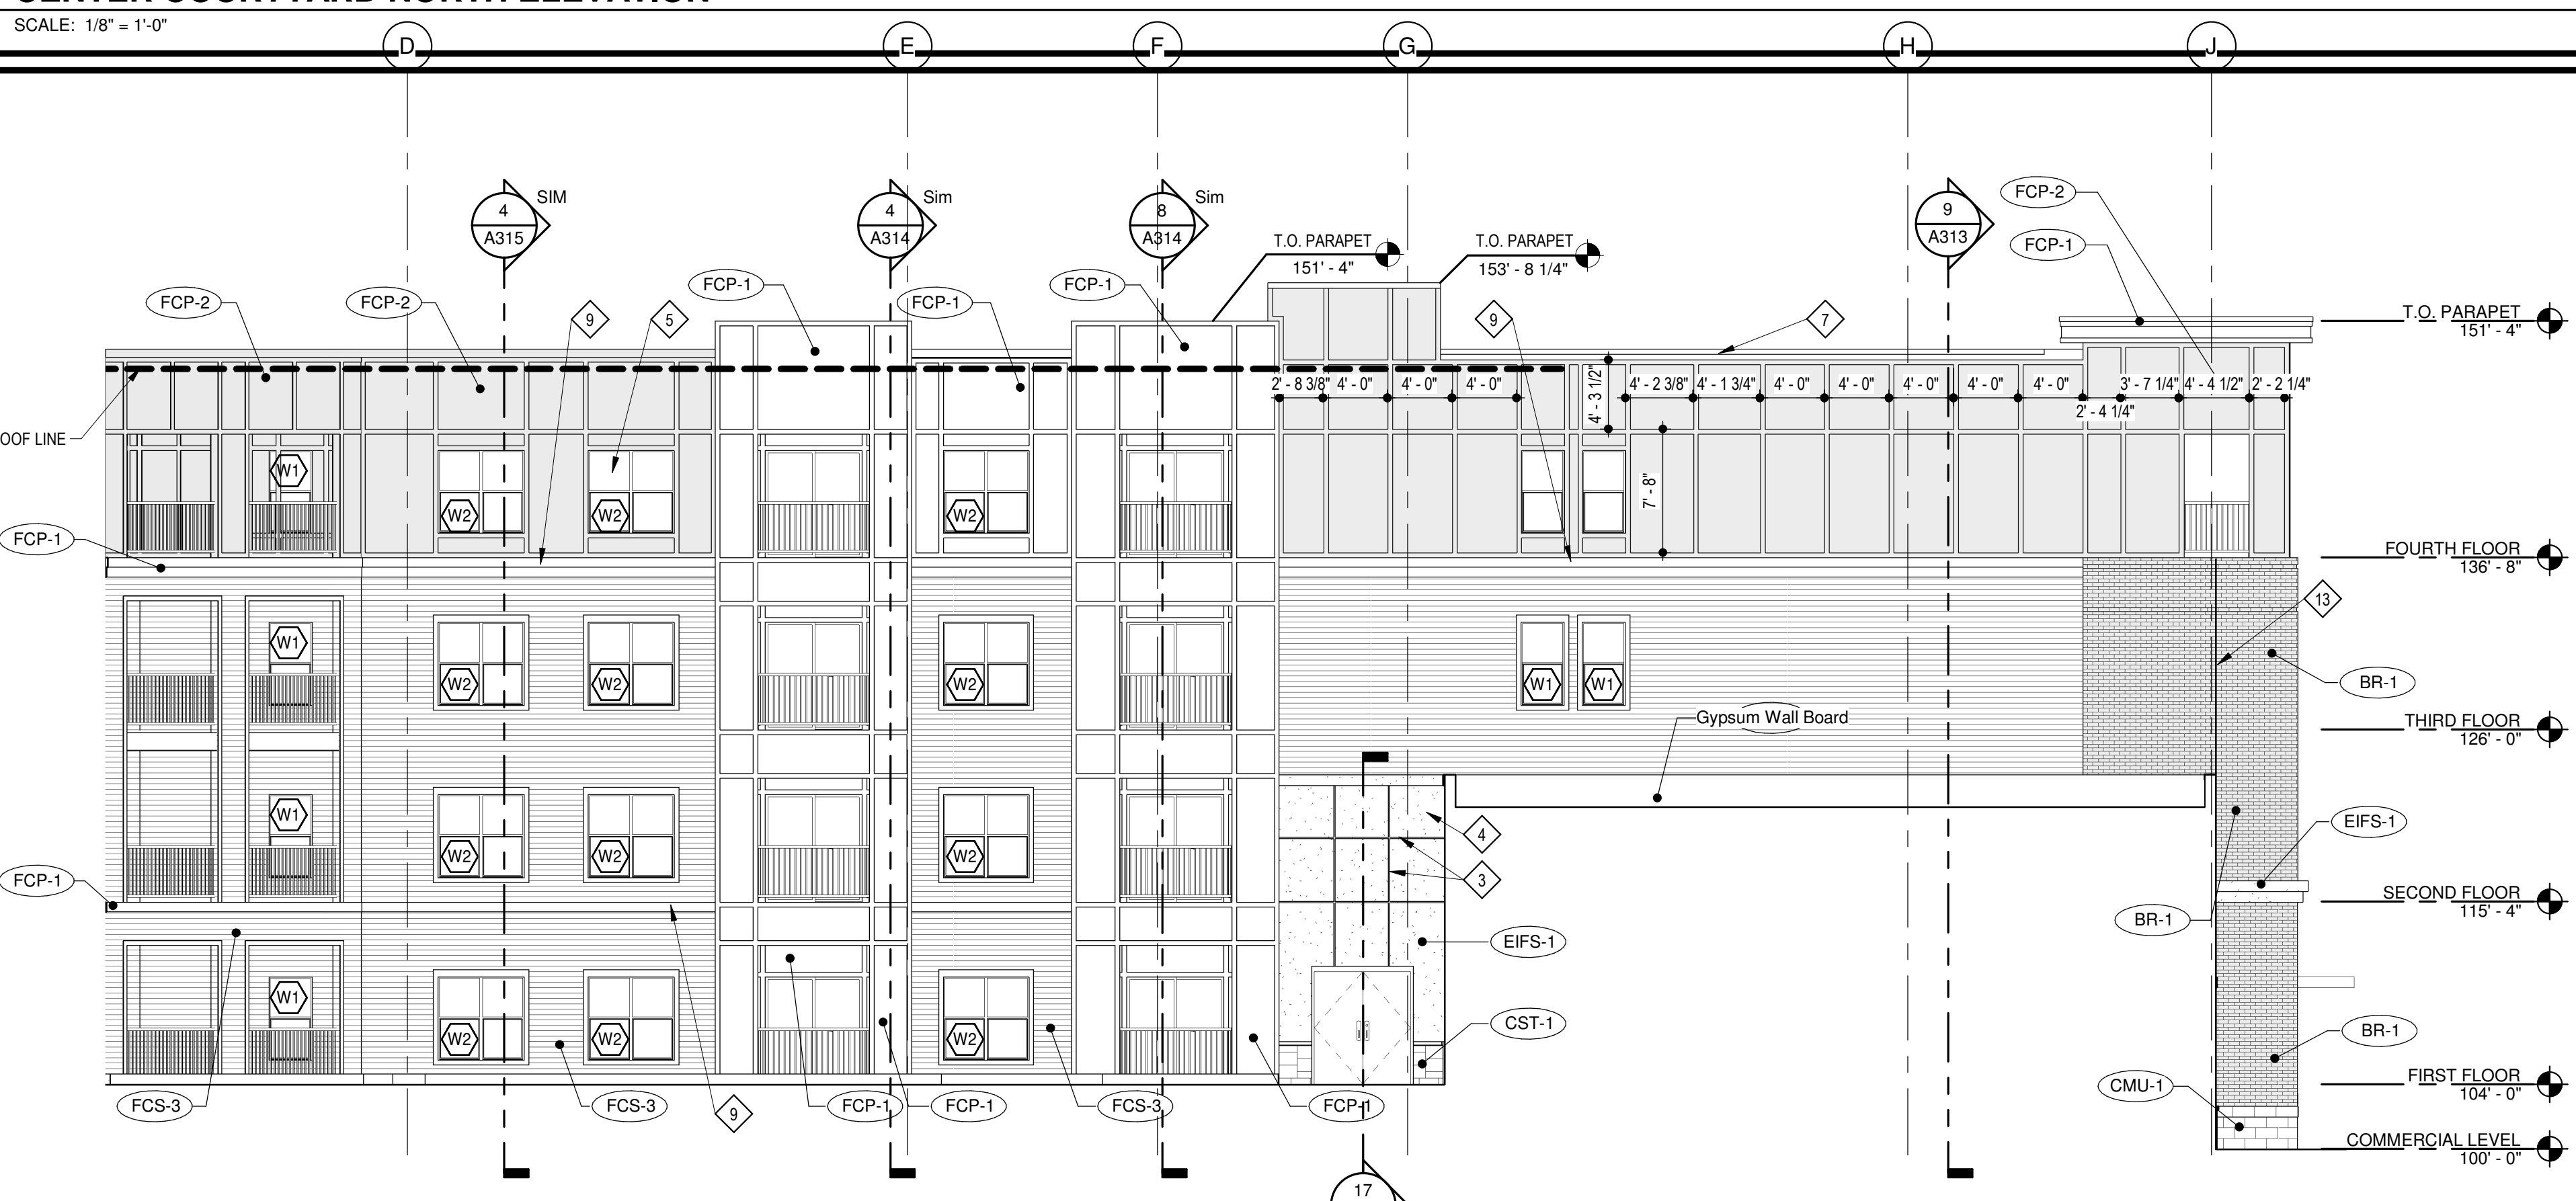 SCALE: 1/8" = 1'-0"
D E F G H J
4 A315 SIM
4 A314 Sim
8 A314 Sim
9 A313
FCP-2
FCP-1
T.O. PARAPET
151' - 4"
T.O. PARAPET
153' - 8 1/4"
FCP-2
FCP-2
FCP-1
FCP-1
FCP-1
9
5
9
7
T.O. PARAPET
151' - 4"
2' - 8 3/8" 4' - 0" 4' - 0" 4' - 0" 4' - 3 1/2" 4' - 2 3/8" 4' - 1 3/4" 4' - 0" 4' - 0" 4' - 0" 4' - 0" 4' - 0" 3' - 7 1/4" 4' - 4 1/2" 2' - 2 1/4"
2' - 4 1/4"
OOF LINE
W1
7' - 8"
W2 W2 W2
FCP-1
FOURTH FLOOR
136' - 8"
13
W1
W2 W2 W2 W1 W1
BR-1
Gypsum Wall Board
THIRD FLOOR
126' - 0"
W1
4
EIFS-1
W2 W2 W2
3
FCP-1
SECOND FLOOR
115' - 4"
BR-1
EIFS-1
W1
CST-1
BR-1
W2 W2 W2
FIRST FLOOR
104' - 0"
CMU-1
FCS-3
FCS-3
9
FCP-1
FCP-1
FCS-3
FCP-1
COMMERCIAL LEVEL
100' - 0"
17